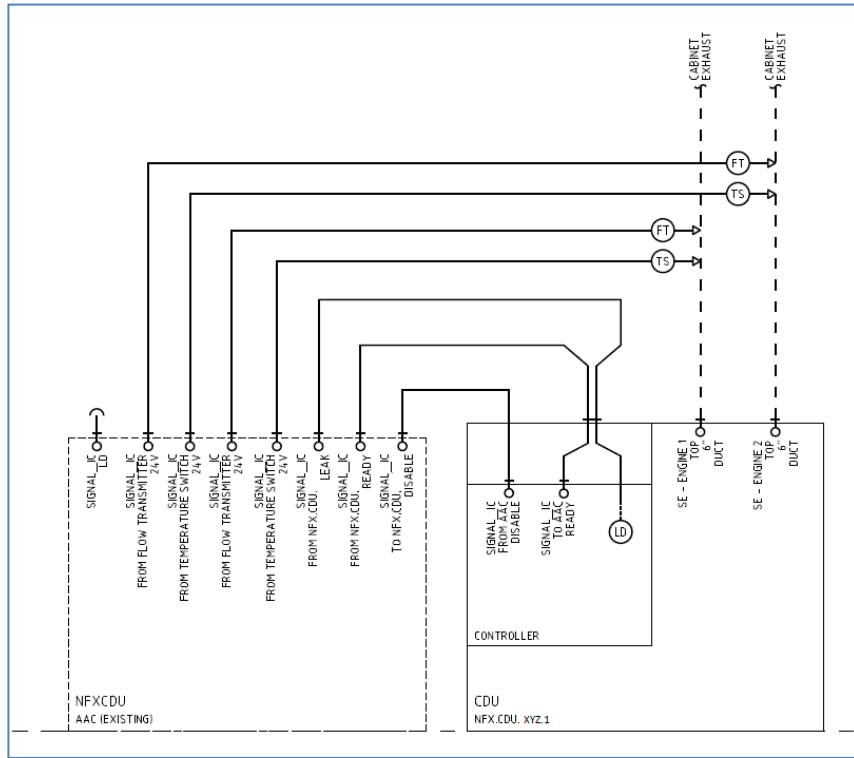 CABINET
EXHAUST
CABINET
EXHAUST
FT
TS
FT
TS
SIGNAL_IC
LD
SIGNAL_IC
FROM FLOW TRANSMITTER
24V
SIGNAL_IC
FROM TEMPERATURE SWITCH
24V
SIGNAL_IC
FROM FLOW TRANSMITTER
24V
SIGNAL_IC
FROM TEMPERATURE SWITCH
24V
SIGNAL_IC
FROM NFX.CDU.
LEAK
SIGNAL_IC
FROM NFX.CDU.
READY
SIGNAL_IC
TO NFX.CDU.
DISABLE
SIGNAL_IC
FROM AAC
DISABLE
SIGNAL_IC
TO AAC
READY
LD
SE - ENGINE 1
TOP
6"
DUCT
SE - ENGINE 2
TOP
6"
DUCT
CONTROLLER
NFXCDU
AAC (EXISTING)
CDU
NFX.CDU. XYZ.1